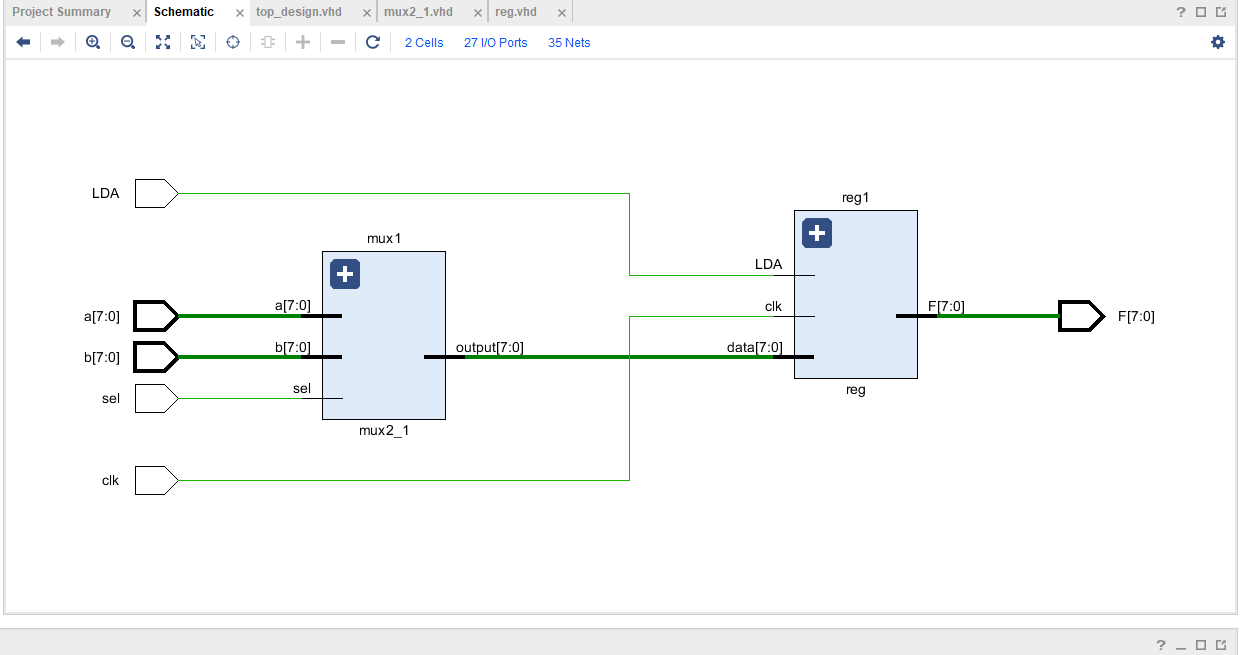 Project Summary
Schematic
top_design.vhd
mux2_1.vhd
reg.vhd
?
2 Cells
27 I/O Ports
35 Nets
LDA
reg1
mux1
LDA
a[7:0]
a[7:0]
clk
F[7:0]
F[7:0]
b[7:0]
b[7:0]
output[7:0]
data[7:0]
sel
sel
reg
mux2_1
clk
?